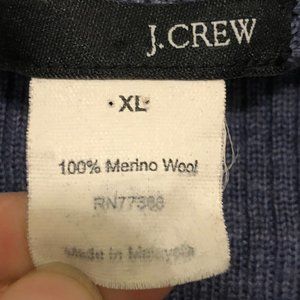 J.CREW
XL
100% Merino Wool
RN77388
Made in Malaysia